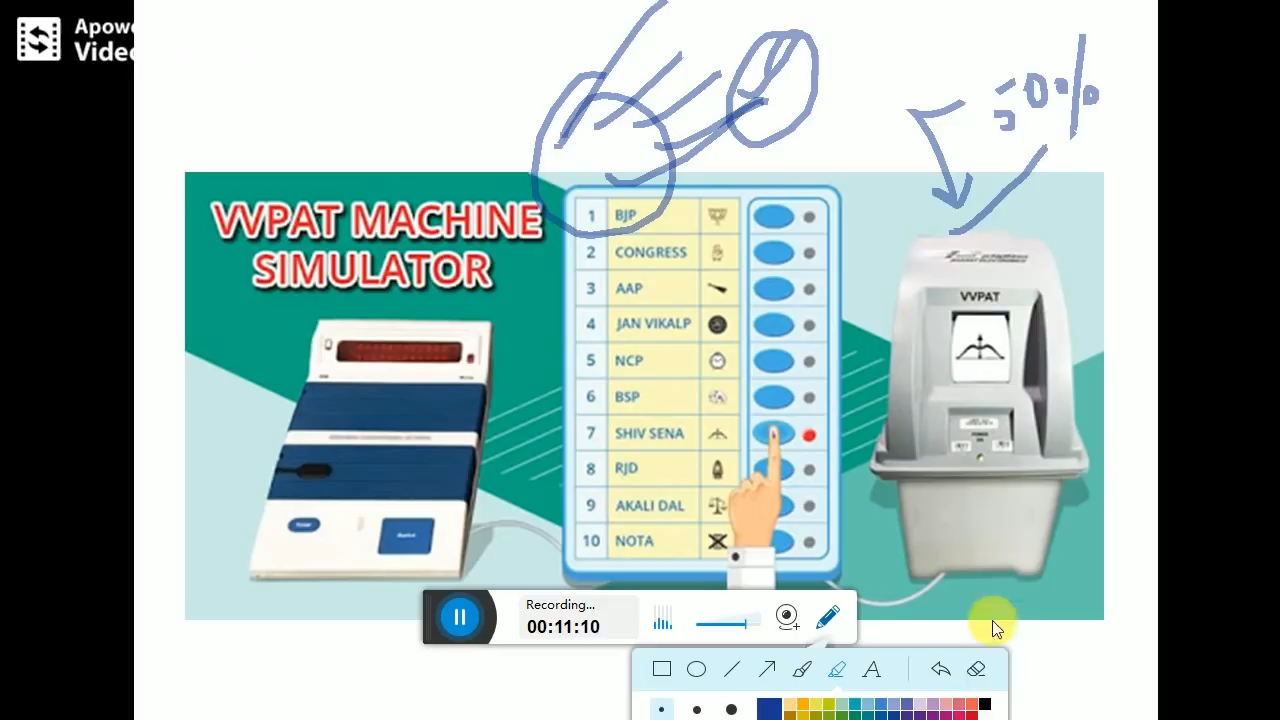 Apowe
Video
50%
VVPAT MACHINE
SIMULATOR
1 BJP
2 CONGRESS
3 AAP
4 JAN VIKALP
5 NCP
6 BSP
7 SHIV SENA
8 RJD
9 AKALI DAL
10 NOTA
VVPAT
Recording...
00:11:10
A